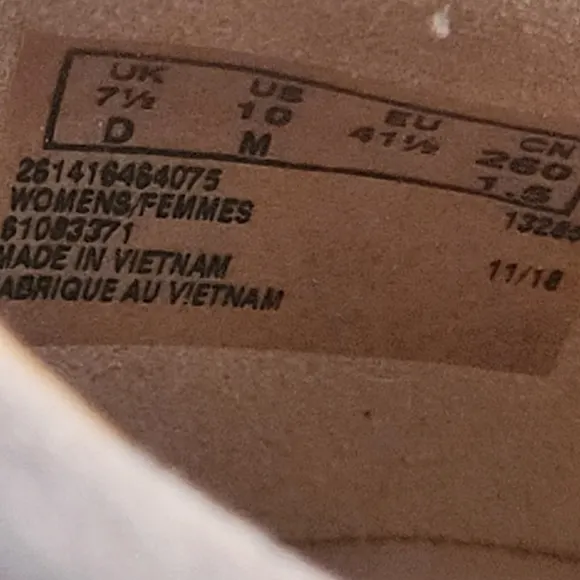 UK US EU CN
7½ 10 41½ 260
D M 1.5
261416464075
WOMENS/FEMMES 13285
61083371
MADE IN VIETNAM 11/18
ABRIQUE AU VIETNAM